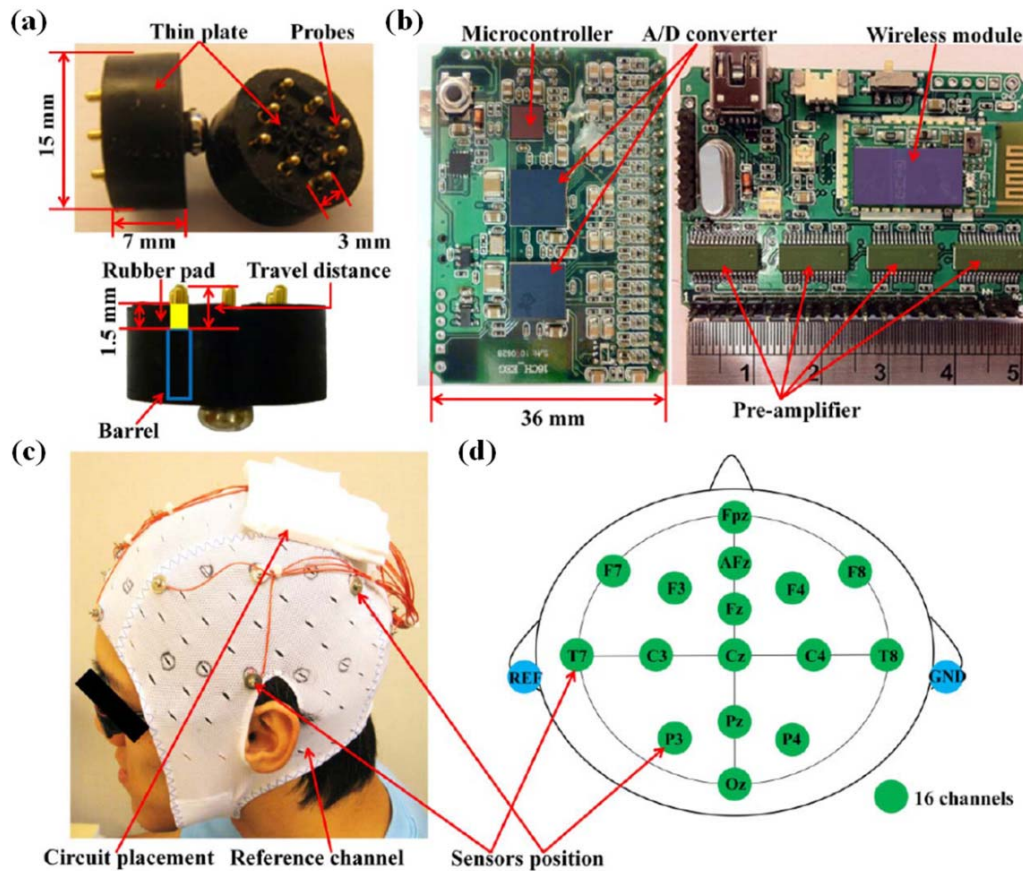 (a)
Thin plate
Probes
15 mm
7 mm
3 mm
Rubber pad
Travel distance
1.5 mm
Barrel
(b)
Microcontroller
A/D converter
Wireless module
16CH_EEG
36 mm
1 2 3 4 5
Pre-amplifier
(c)
Circuit placement
Reference channel
Sensors position
(d)
Fpz
F7
AFz
F8
F3
F4
Fz
T7
C3
Cz
C4
T8
REF
GND
P3
Pz
P4
Oz
16 channels